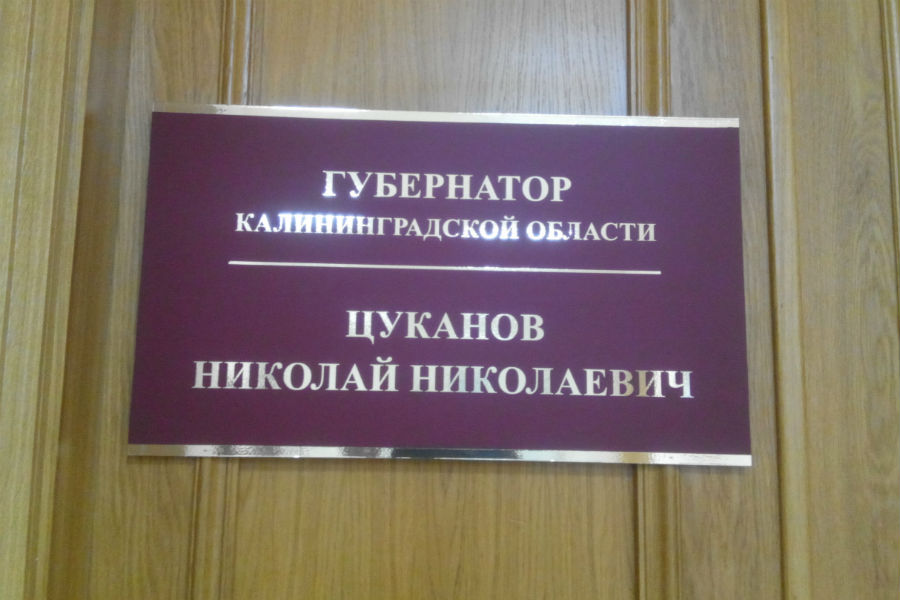 ГУБЕРНАТОР
КАЛИНИНГРАДСКОЙ ОБЛАСТИ
ЦУКАНОВ
НИКОЛАЙ НИКОЛАЕВИЧ